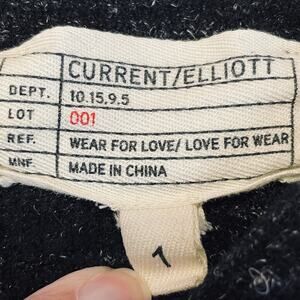 CURRENT/ELLIOTT
DEPT. 10.15.9.5
LOT 001
REF. WEAR FOR LOVE/ LOVE FOR WEAR
MNF. MADE IN CHINA
1